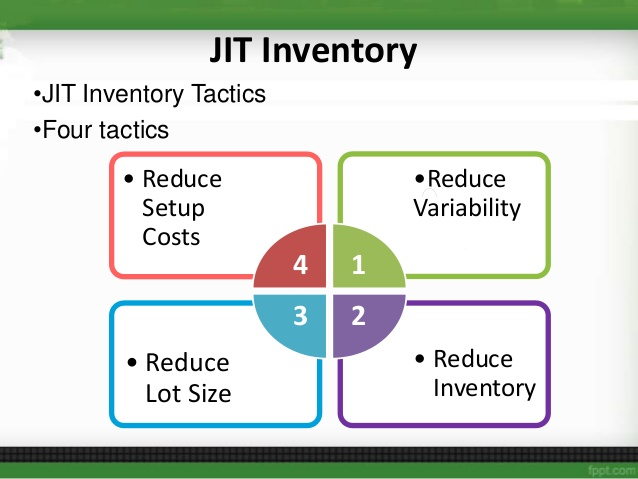 JIT Inventory
•JIT Inventory Tactics
•Four tactics
• Reduce
Setup
Costs
•Reduce
Variability
4
1
3
2
• Reduce
Lot Size
• Reduce
Inventory
fppt.com